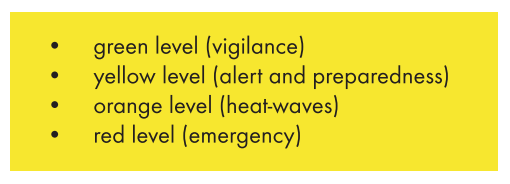 • green level (vigilance)
• yellow level (alert and preparedness)
• orange level (heat-waves)
• red level (emergency)